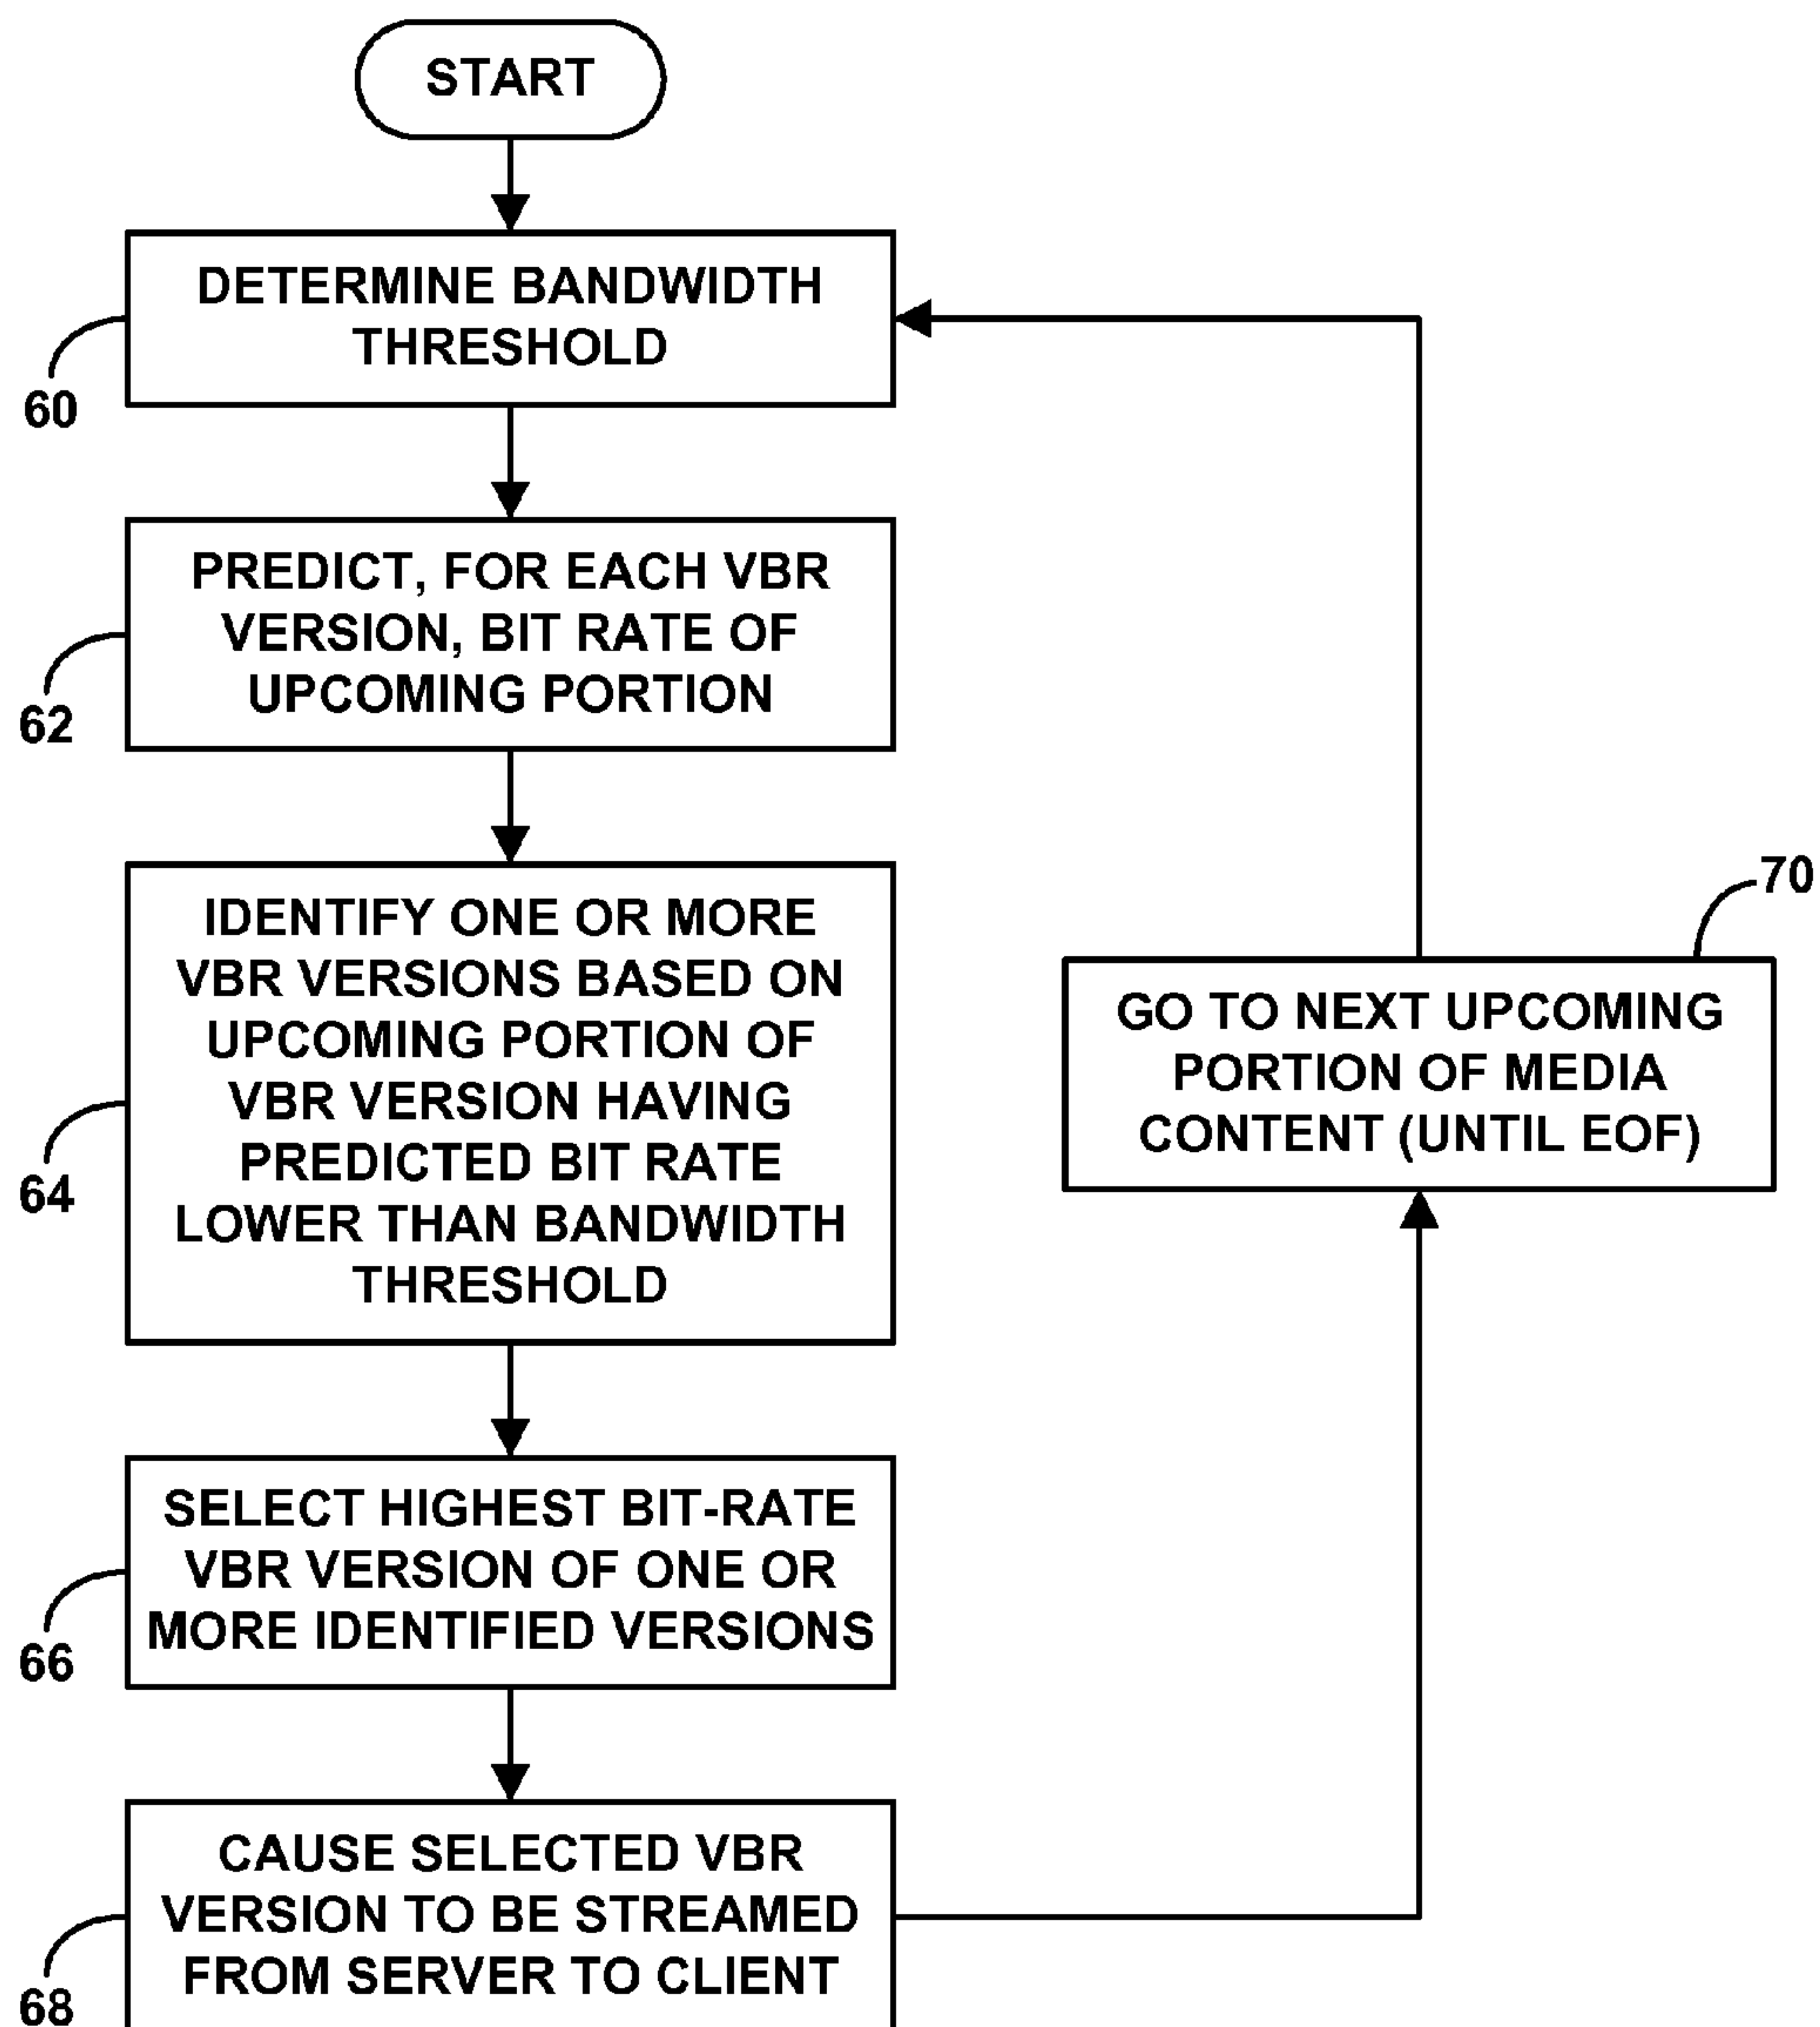 START
DETERMINE BANDWIDTH
THRESHOLD
60
PREDICT, FOR EACH VBR
VERSION, BIT RATE OF
UPCOMING PORTION
62
IDENTIFY ONE OR MORE
VBR VERSIONS BASED ON
UPCOMING PORTION OF
VBR VERSION HAVING
PREDICTED BIT RATE
LOWER THAN BANDWIDTH
THRESHOLD
64
SELECT HIGHEST BIT-RATE
VBR VERSION OF ONE OR
MORE IDENTIFIED VERSIONS
66
CAUSE SELECTED VBR
VERSION TO BE STREAMED
FROM SERVER TO CLIENT
68
70
GO TO NEXT UPCOMING
PORTION OF MEDIA
CONTENT (UNTIL EOF)